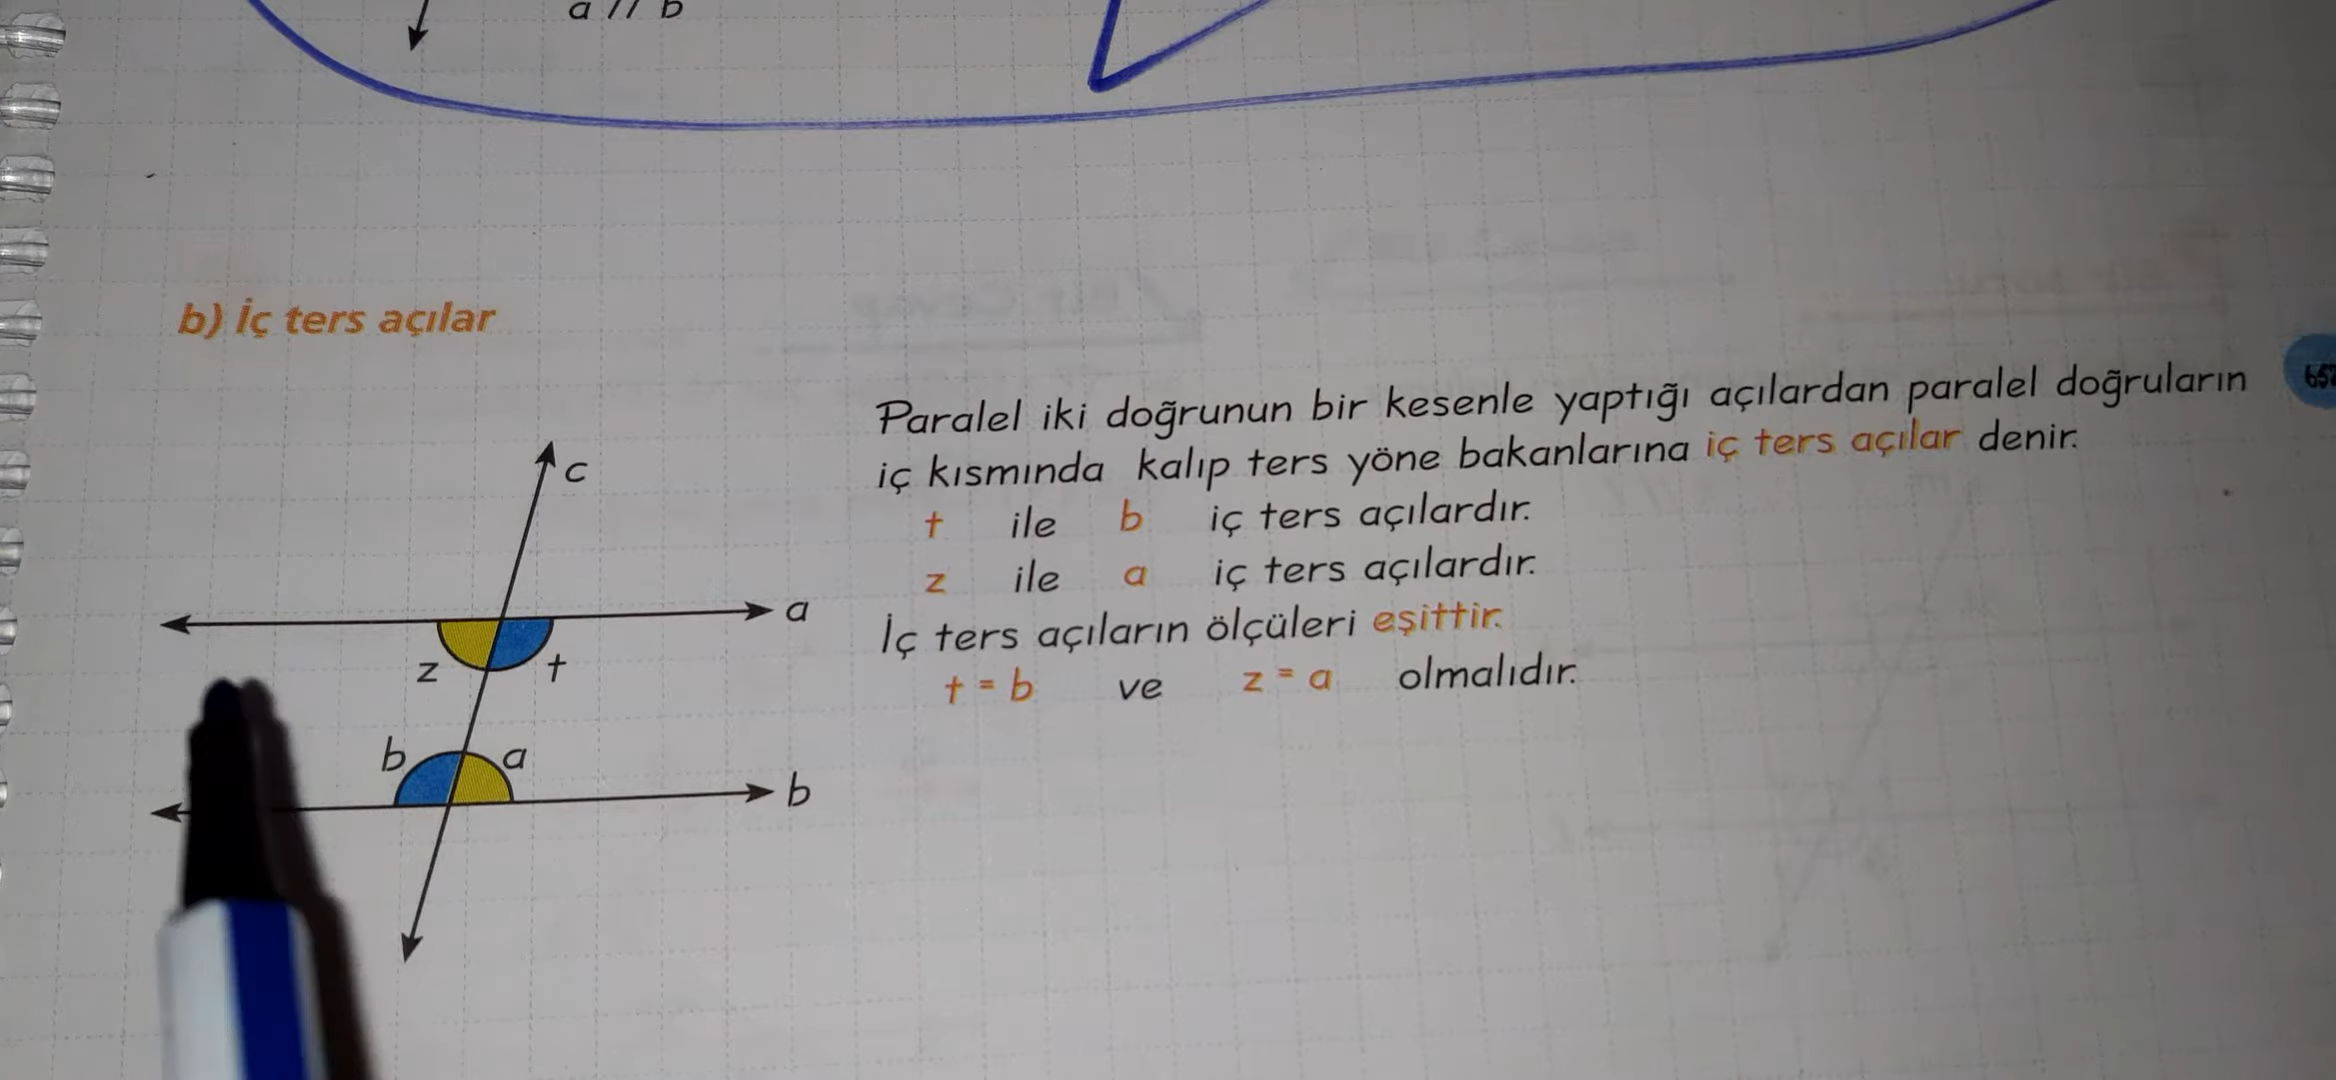 a // b
b) İç ters açılar
Paralel iki doğrunun bir kesenle yaptığı açılardan paralel doğruların
iç kısmında kalıp ters yöne bakanlarına iç ters açılar denir.
t ile b iç ters açılardır.
z ile a iç ters açılardır.
İç ters açıların ölçüleri eşittir.
t = b ve z = a olmalıdır.
c
a
z t
b a
b